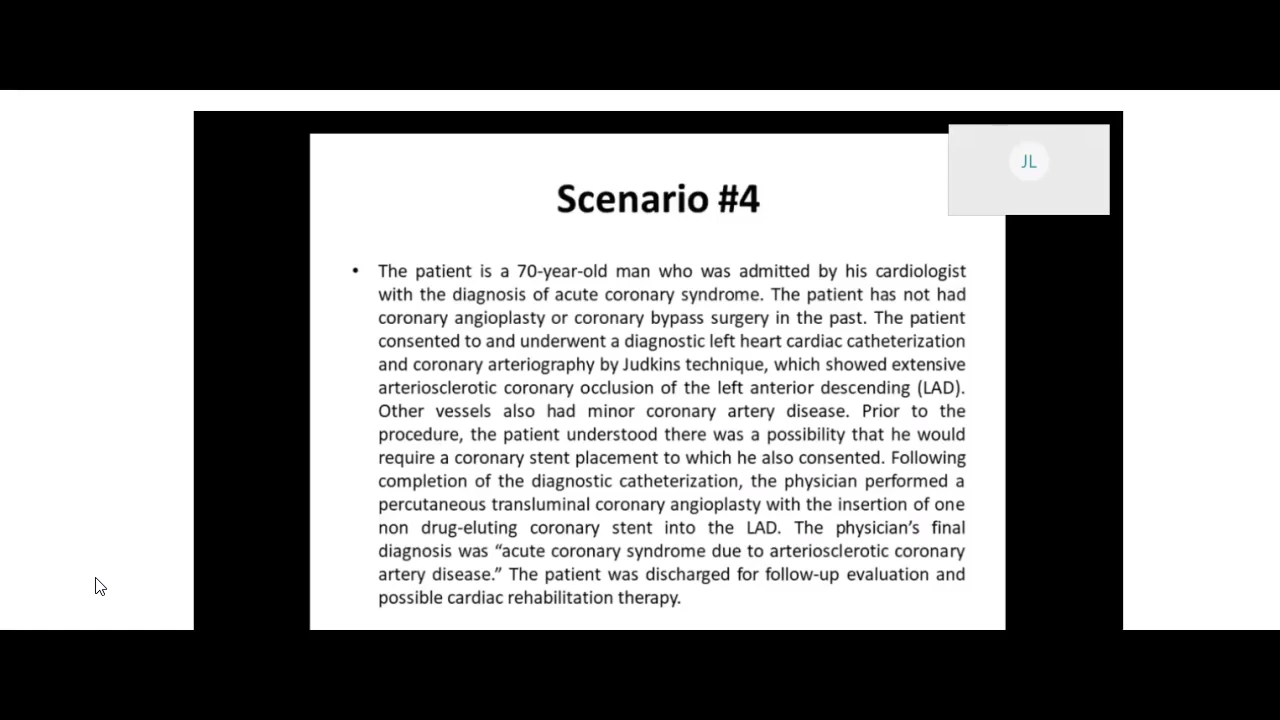 JL
Scenario #4
• The patient is a 70-year-old man who was admitted by his cardiologist
with the diagnosis of acute coronary syndrome. The patient has not had
coronary angioplasty or coronary bypass surgery in the past. The patient
consented to and underwent a diagnostic left heart cardiac catheterization
and coronary arteriography by Judkins technique, which showed extensive
arteriosclerotic coronary occlusion of the left anterior descending (LAD).
Other vessels also had minor coronary artery disease. Prior to the
procedure, the patient understood there was a possibility that he would
require a coronary stent placement to which he also consented. Following
completion of the diagnostic catheterization, the physician performed a
percutaneous transluminal coronary angioplasty with the insertion of one
non drug-eluting coronary stent into the LAD. The physician’s final
diagnosis was “acute coronary syndrome due to arteriosclerotic coronary
artery disease.” The patient was discharged for follow-up evaluation and
possible cardiac rehabilitation therapy.